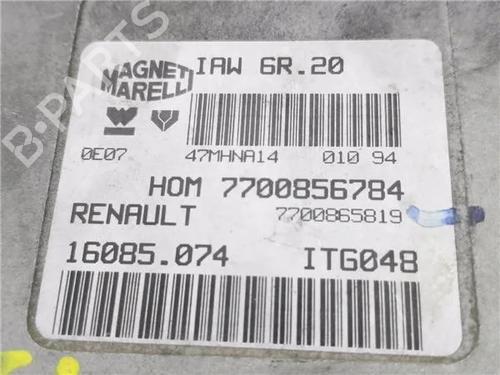 MAGNETI MARELLI IAW 6R.20
0E07 47MHNA14 010 94
HOM 7700856784
RENAULT 7700865819
16085.074 ITG048
B-PARTS